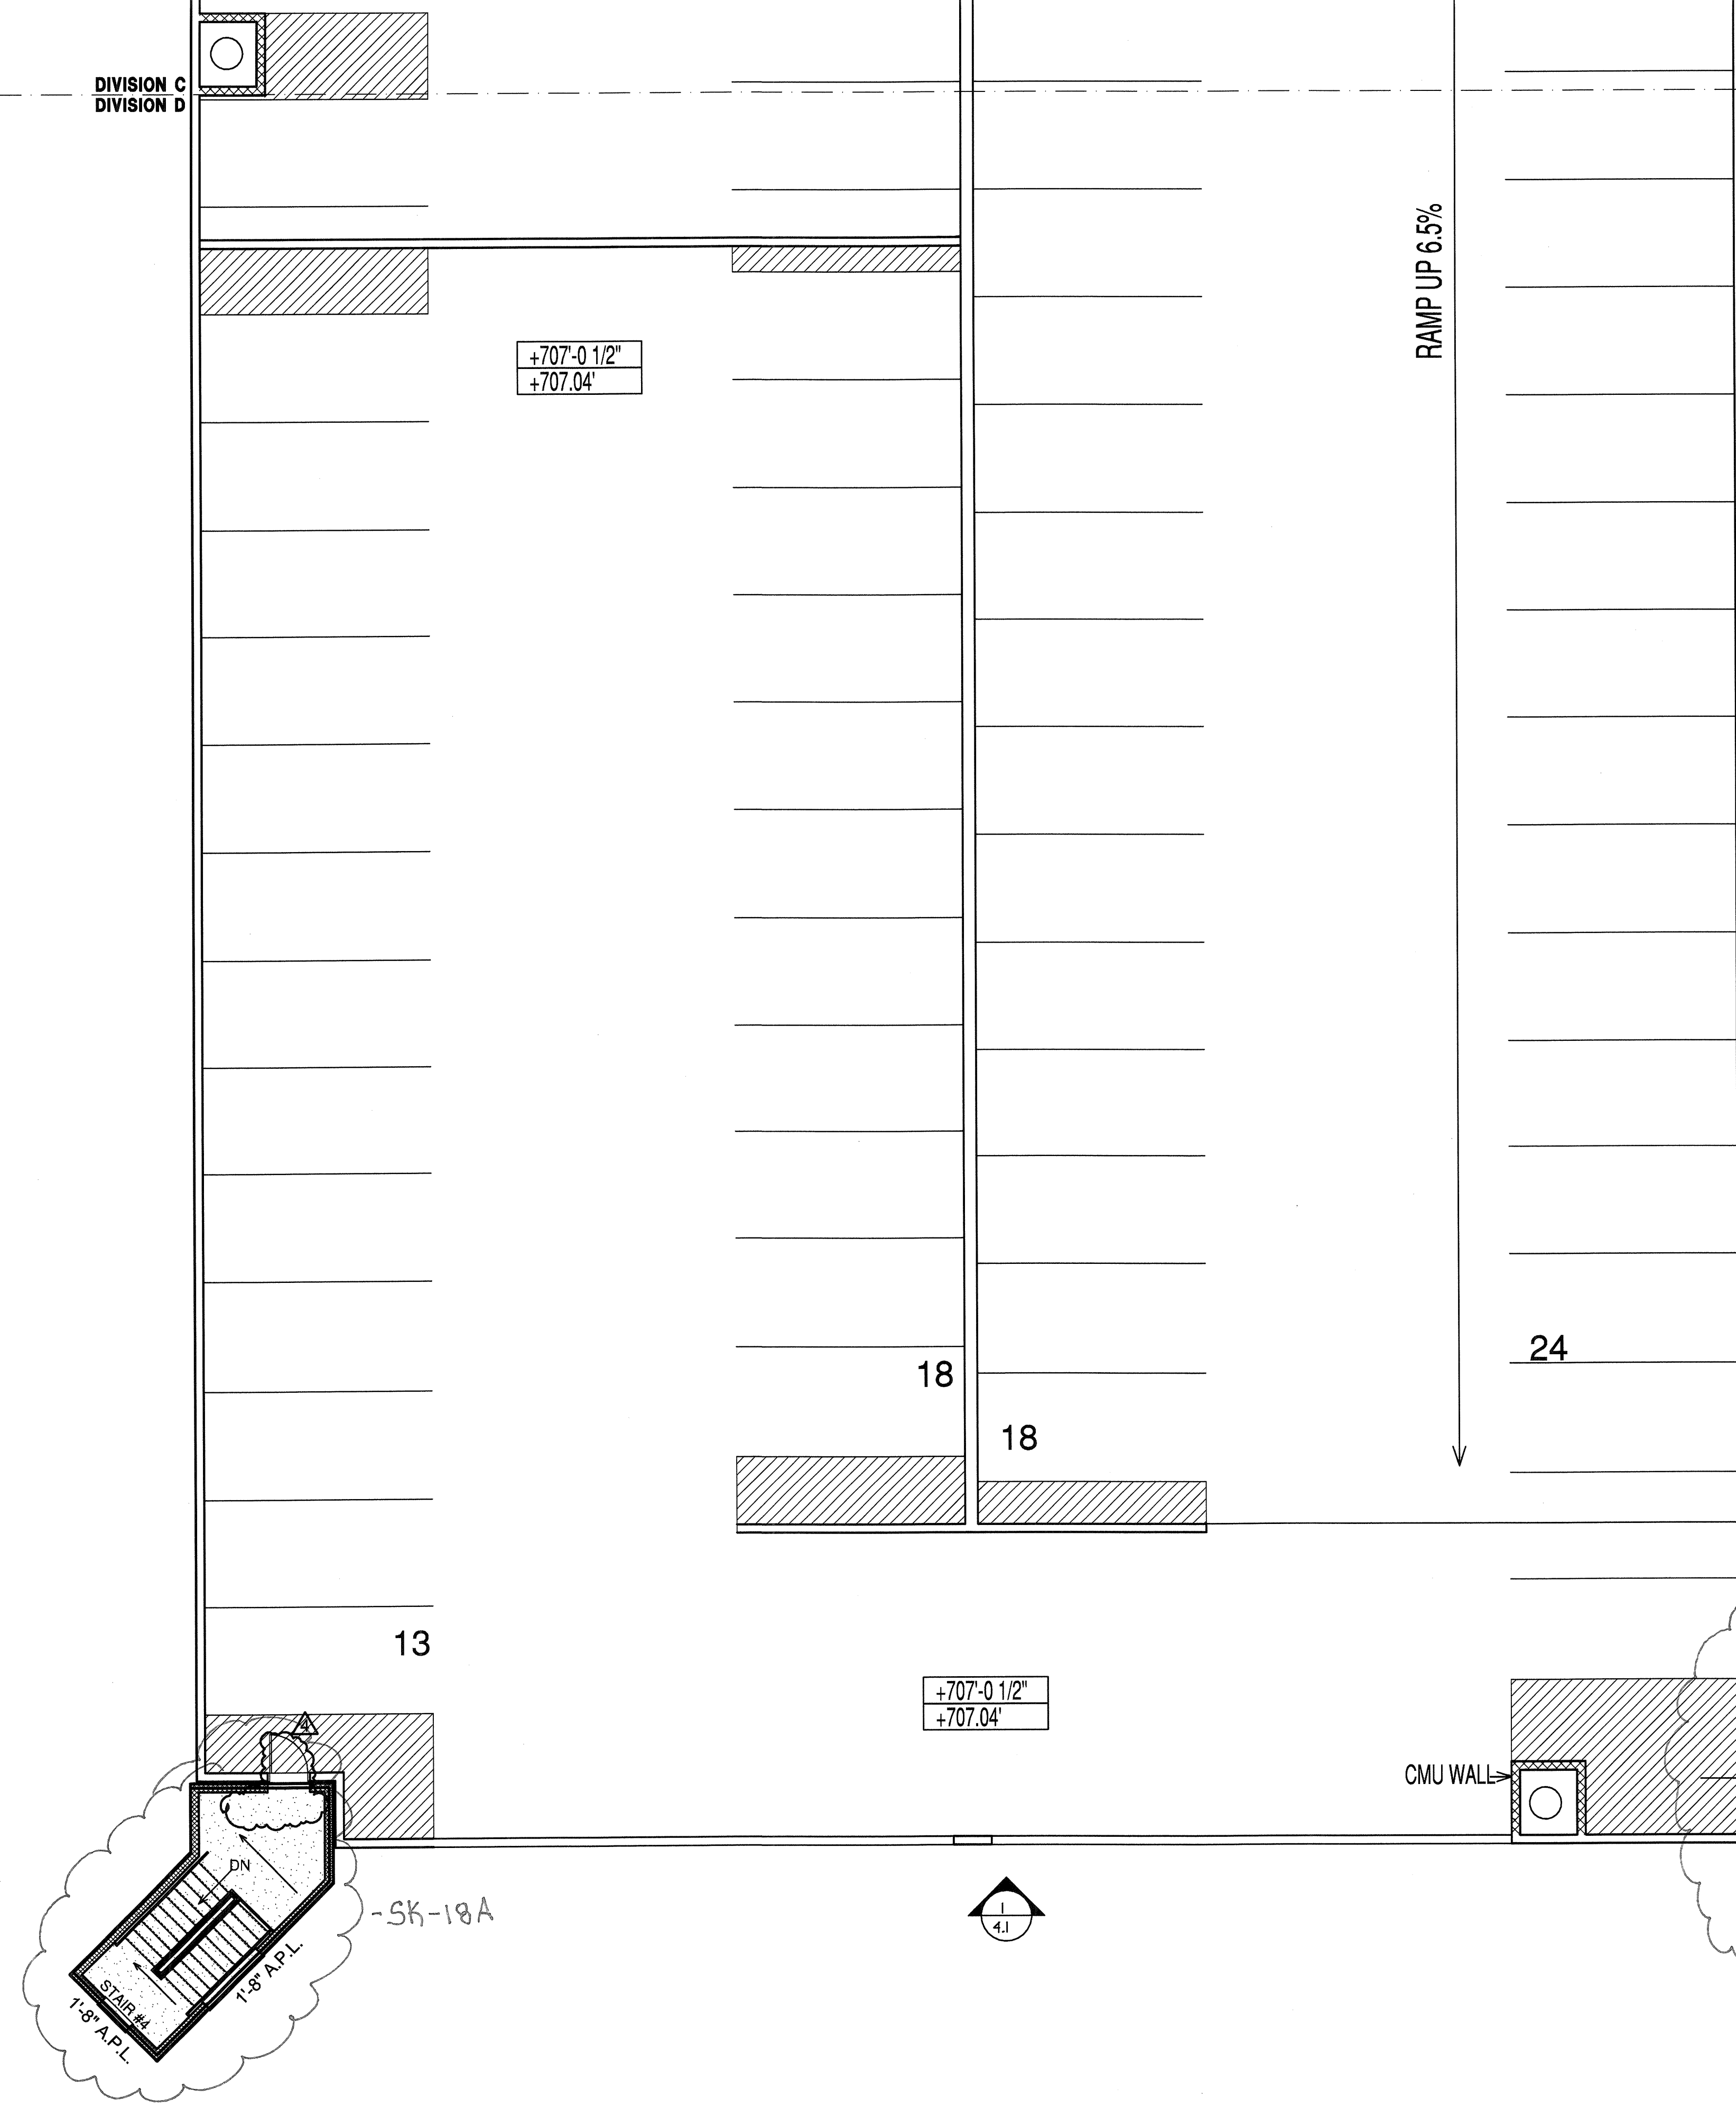 DIVISION C
DIVISION D
RAMP UP 6.5%
+707'-0 1/2"
+707.04'
18
18
24
13
+707'-0 1/2"
+707.04'
4
CMU WALL
DN
-SK-18A
1
4.1
STAIR #4
1'-8" A.P.L.
1'-8" A.P.L.